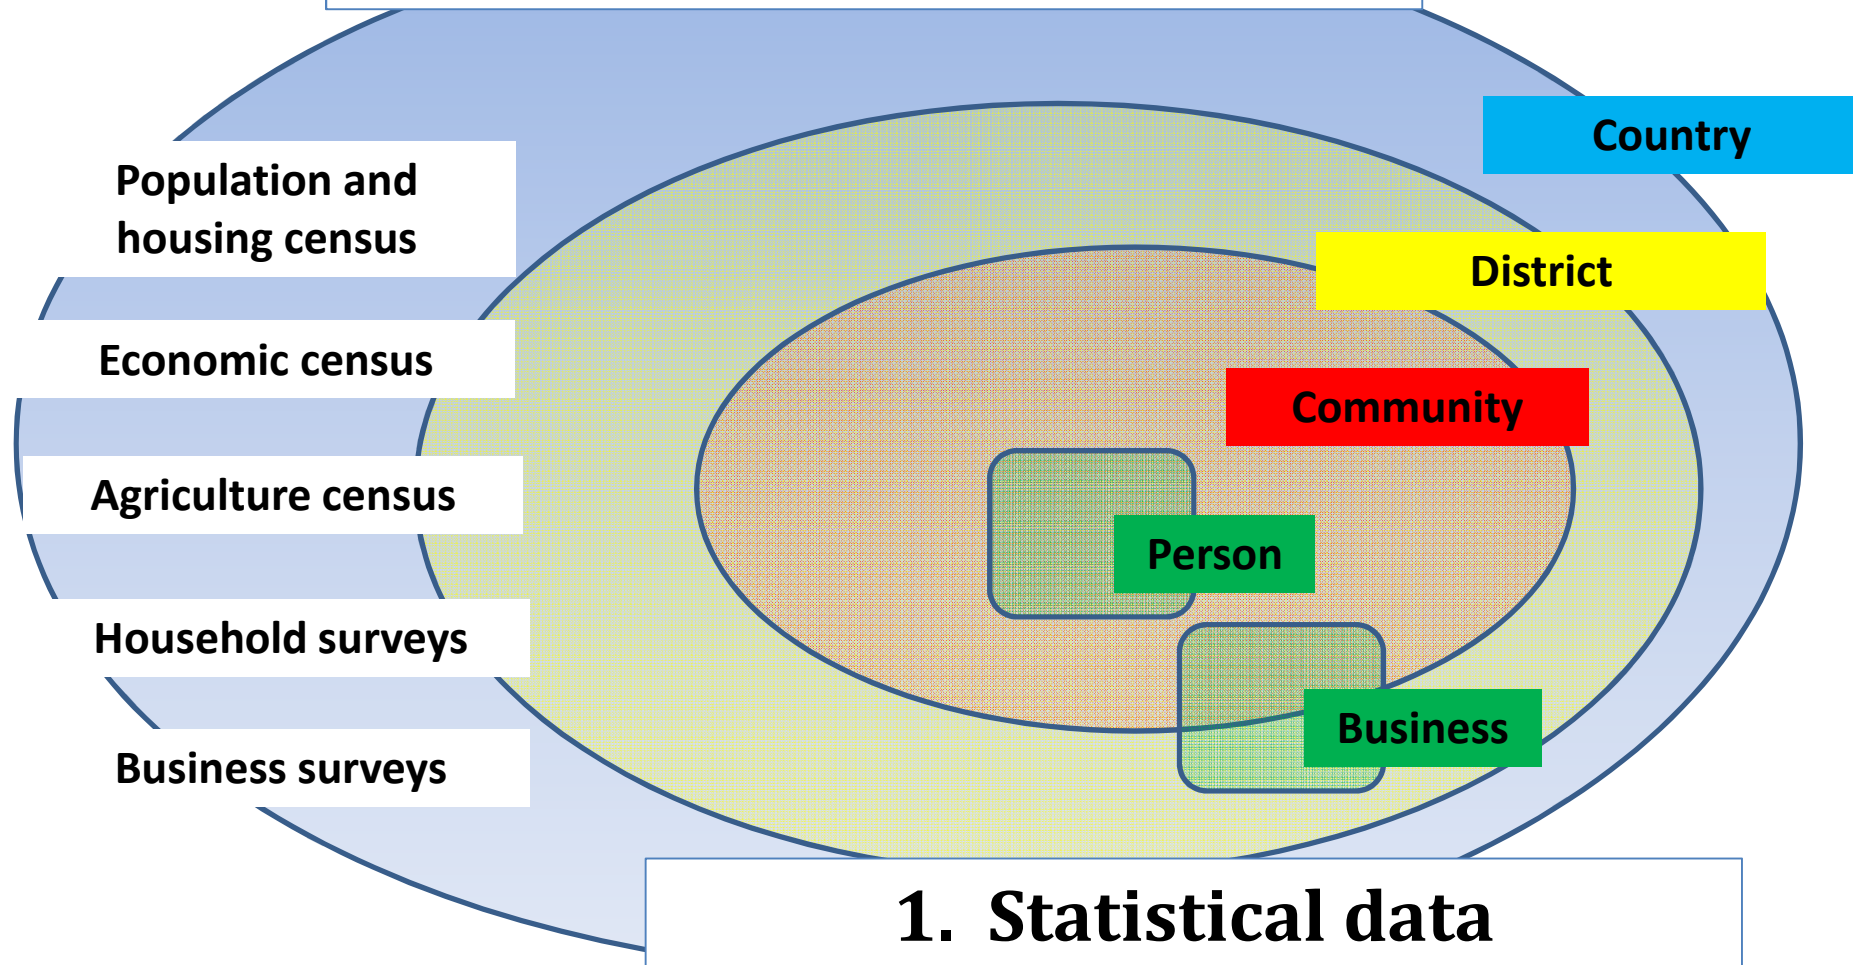 Population and
housing census
Economic census
Agriculture census
Household surveys
Business surveys
Country
District
Community
Person
Business
1. Statistical data